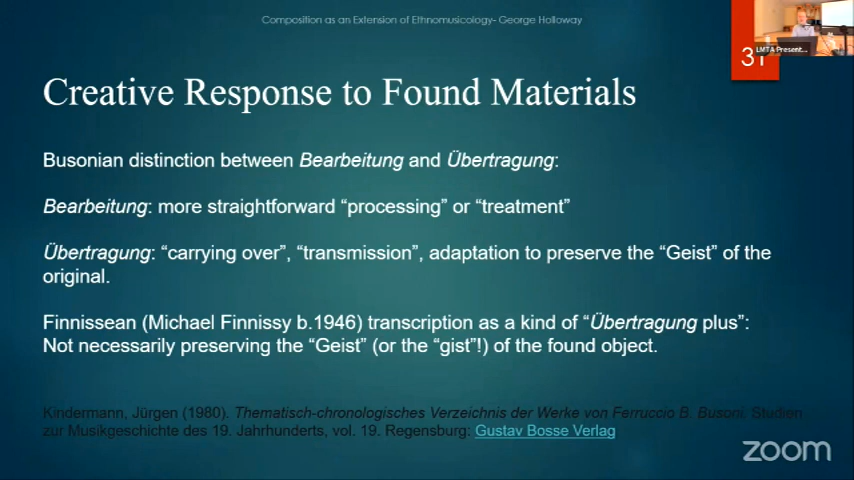 Composition as an Extension of Ethnomusicology- George Holloway
31
LMTA Present...
Creative Response to Found Materials
Busonian distinction between Bearbeitung and Übertragung:
Bearbeitung: more straightforward “processing” or “treatment”
Übertragung: “carrying over”, “transmission”, adaptation to preserve the “Geist” of the
original.
Finnissean (Michael Finnissy b.1946) transcription as a kind of “Übertragung plus”:
Not necessarily preserving the “Geist” (or the “gist”!) of the found object.
Kindermann, Jürgen (1980). Thematisch-chronologisches Verzeichnis der Werke von Ferruccio B. Busoni. Studien
zur Musikgeschichte des 19. Jahrhunderts, vol. 19. Regensburg: Gustav Bosse Verlag
zoom